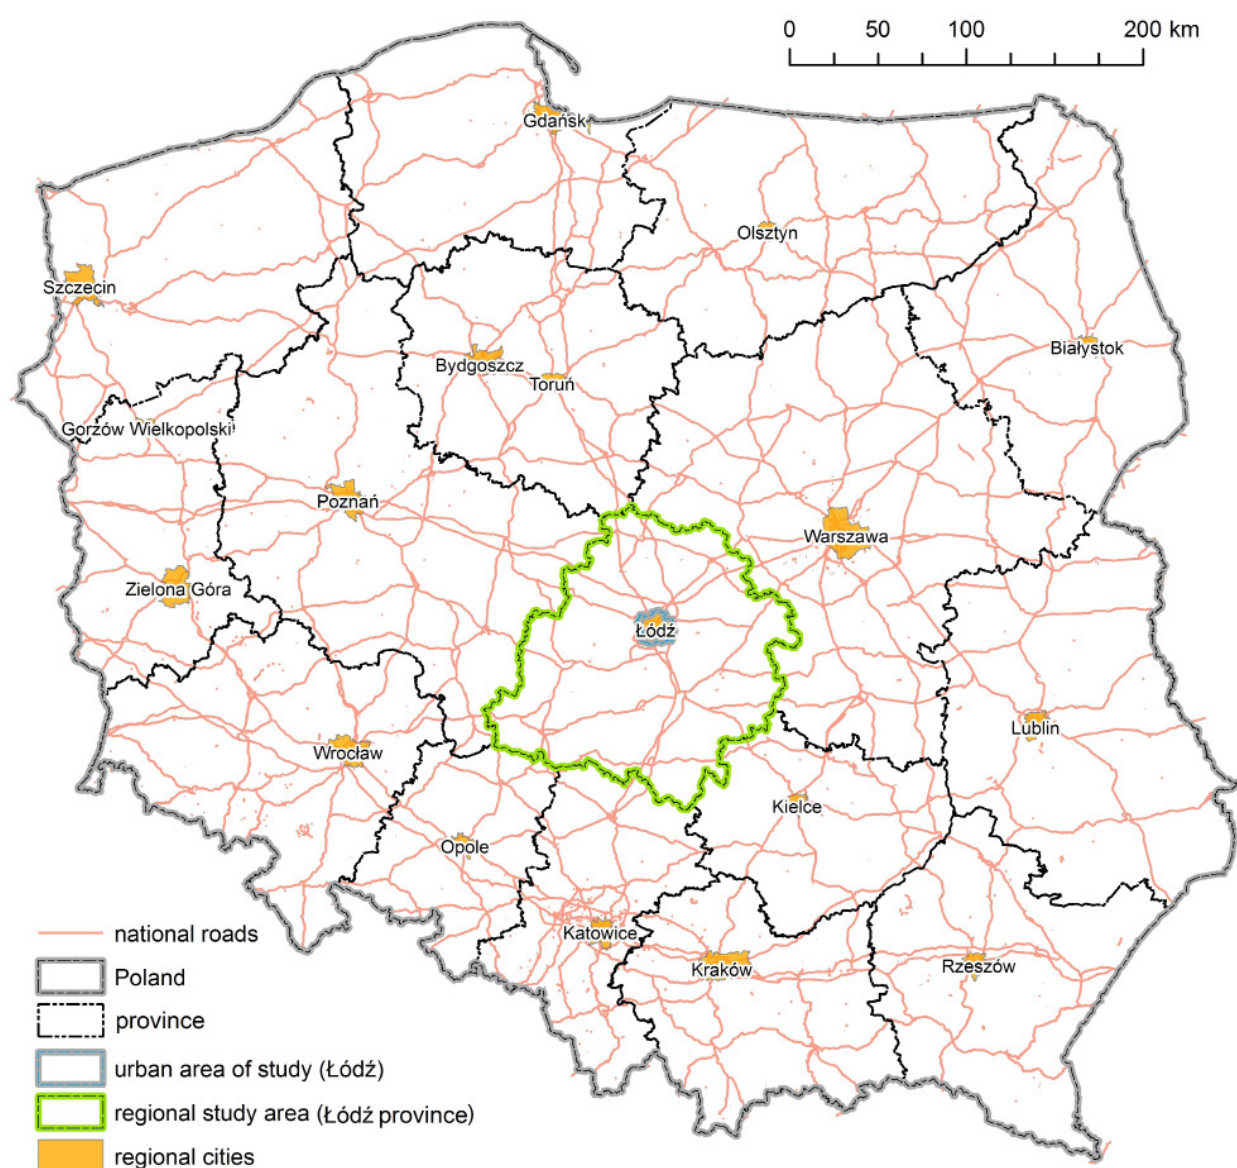 0 50 100 200 km
Gdańsk
Olsztyn
Szczecin
Białystok
Bydgoszcz
Toruń
Gorzów Wielkopolski
Poznań
Warszawa
Zielona Góra
Łódź
Lublin
Wrocław
Kielce
Opole
Katowice
Kraków
Rzeszów
national roads
Poland
province
urban area of study (Łódź)
regional study area (Łódź province)
regional cities